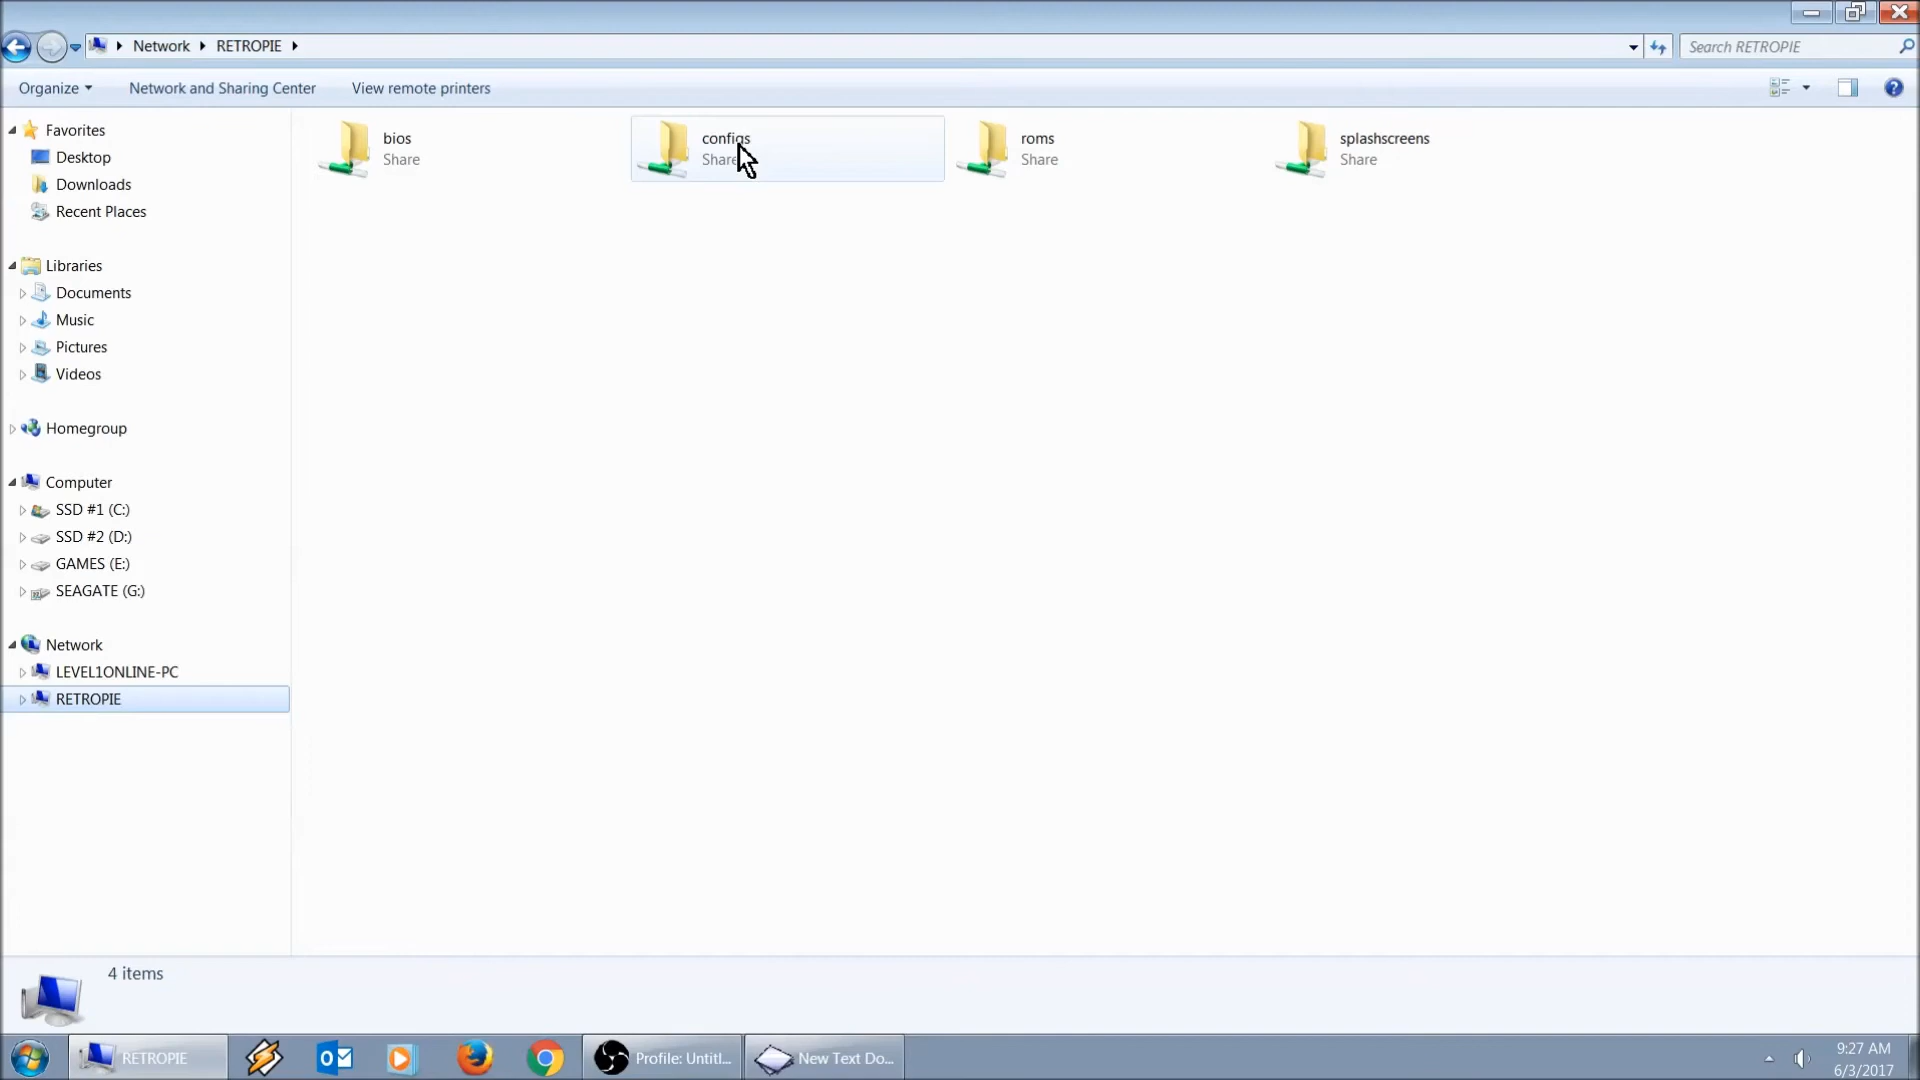 Network RETROPIE
Search RETROPIE
Organize Network and Sharing Center View remote printers
Favorites
Desktop
Downloads
Recent Places
Libraries
Documents
Music
Pictures
Videos
Homegroup
Computer
SSD #1 (C:)
SSD #2 (D:)
GAMES (E:)
SEAGATE (G:)
Network
LEVEL1ONLINE-PC
RETROPIE
bios
Share
configs
Share
roms
Share
splashscreens
Share
4 items
RETROPIE
Profile: Untitl...
New Text Do...
9:27 AM
6/3/2017